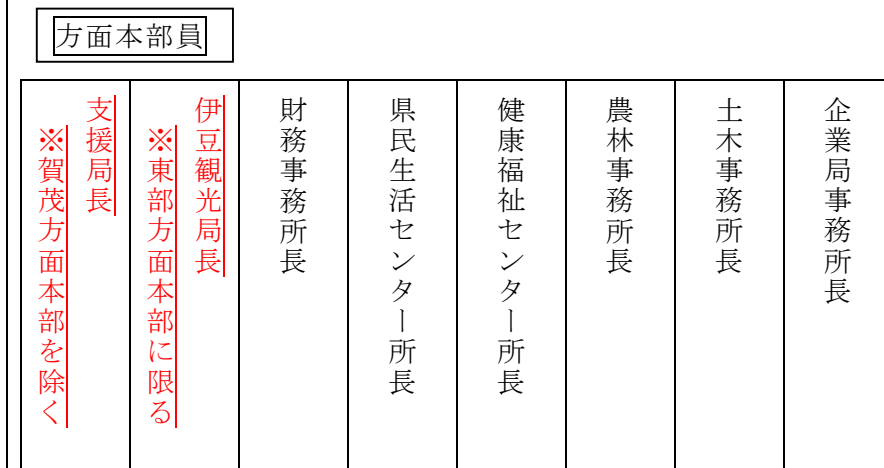 方面本部員
企業局事務所長
土木事務所長
農林事務所長
健康福祉センター所長
県民生活センター所長
財務事務所長
伊豆観光局長
※東部方面本部に限る
支援局長
※賀茂方面本部を除く